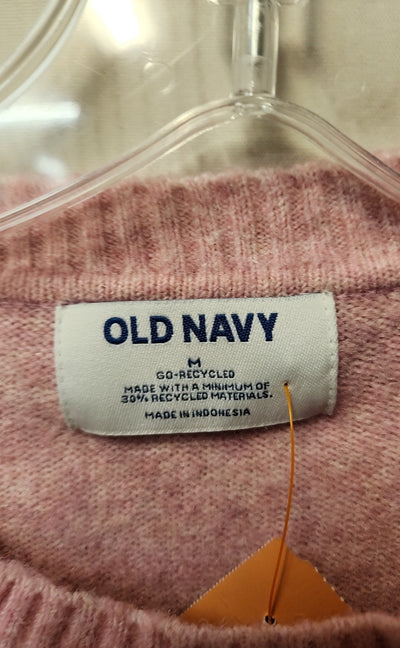 OLD NAVY
M
GO-RECYCLED
MADE WITH A MINIMUM OF
30% RECYCLED MATERIALS.
MADE IN INDONESIA